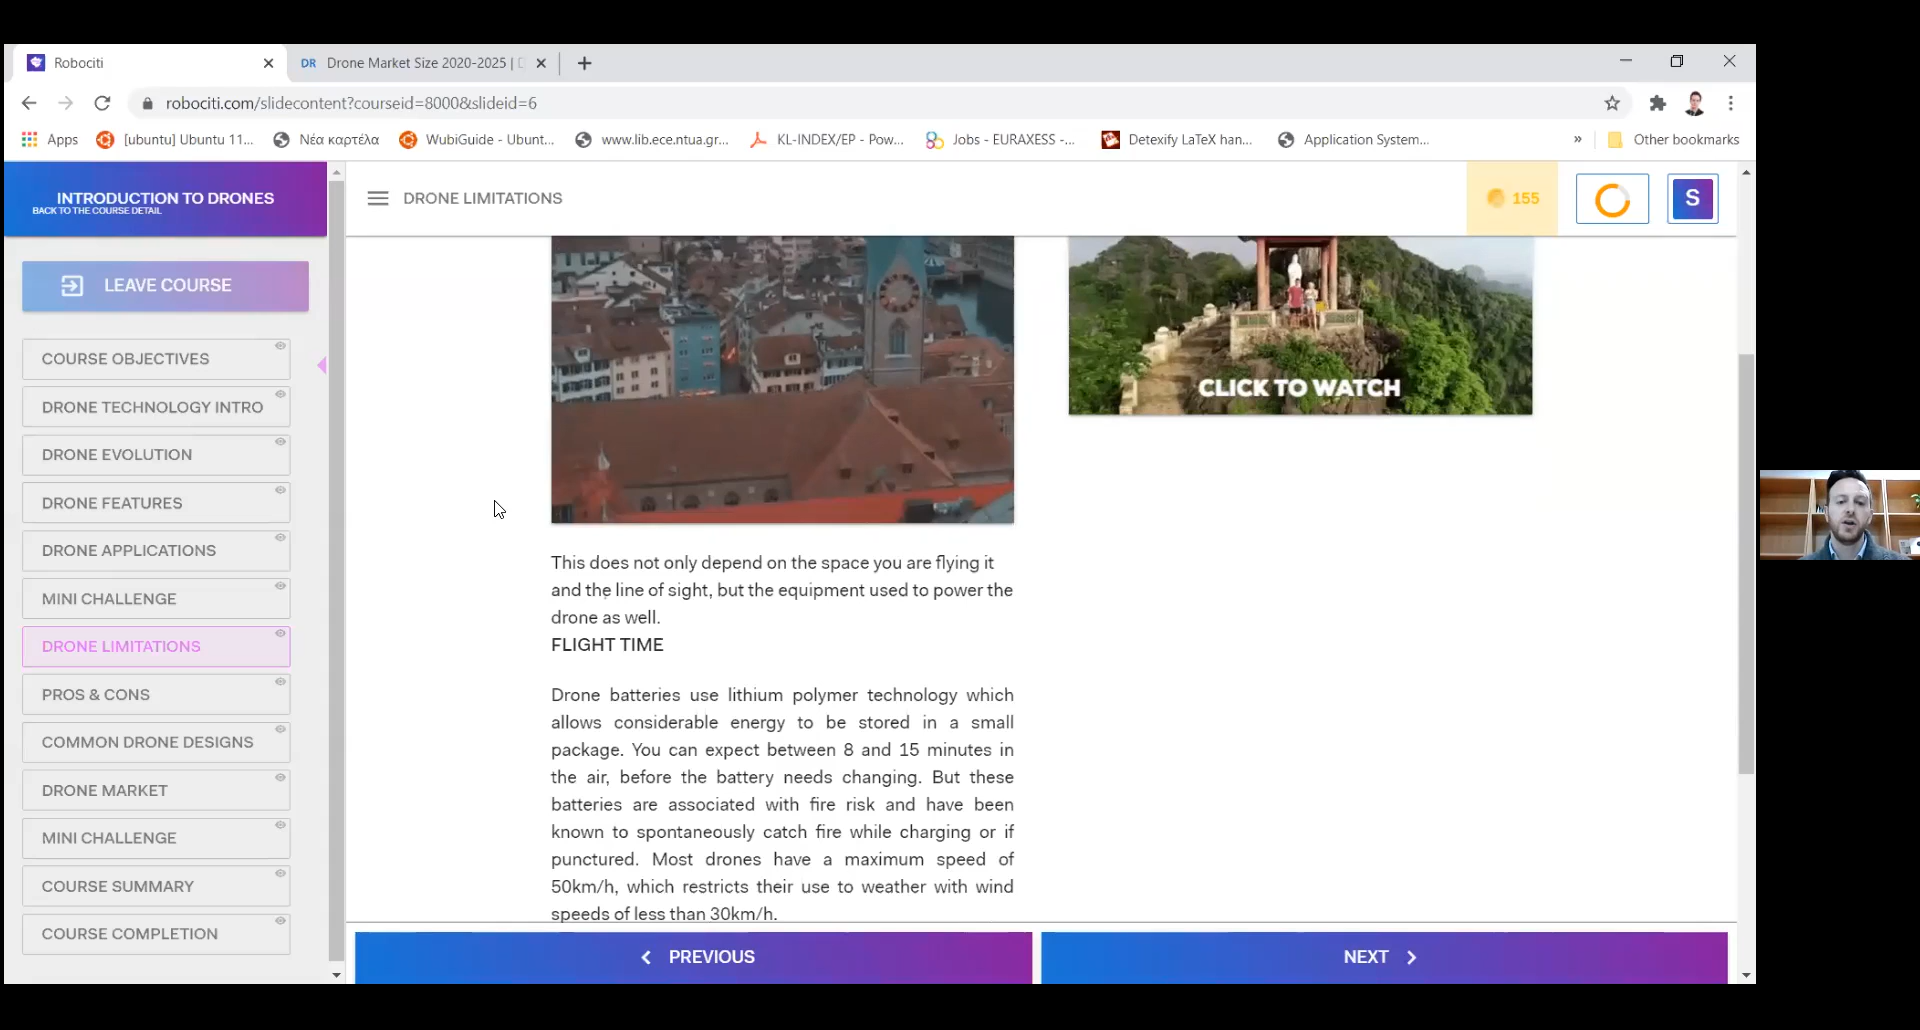 Robociti
DR Drone Market Size 2020-2025 | D
robociti.com/slidecontent?courseid=8000&slideid=6
Apps
[ubuntu] Ubuntu 11...
Νέα καρτέλα
WubiGuide - Ubunt...
www.lib.ece.ntua.gr...
KL-INDEX/EP - Pow...
Jobs - EURAXESS -...
Detexify LaTeX han...
Application System...
»
Other bookmarks
INTRODUCTION TO DRONES
BACK TO THE COURSE DETAIL
LEAVE COURSE
COURSE OBJECTIVES
DRONE TECHNOLOGY INTRO
DRONE EVOLUTION
DRONE FEATURES
DRONE APPLICATIONS
MINI CHALLENGE
DRONE LIMITATIONS
PROS & CONS
COMMON DRONE DESIGNS
DRONE MARKET
MINI CHALLENGE
COURSE SUMMARY
COURSE COMPLETION
DRONE LIMITATIONS
155
S
CLICK TO WATCH
This does not only depend on the space you are flying it
and the line of sight, but the equipment used to power the
drone as well.
FLIGHT TIME
Drone batteries use lithium polymer technology which
allows considerable energy to be stored in a small
package. You can expect between 8 and 15 minutes in
the air, before the battery needs changing. But these
batteries are associated with fire risk and have been
known to spontaneously catch fire while charging or if
punctured. Most drones have a maximum speed of
50km/h, which restricts their use to weather with wind
speeds of less than 30km/h.
PREVIOUS
NEXT